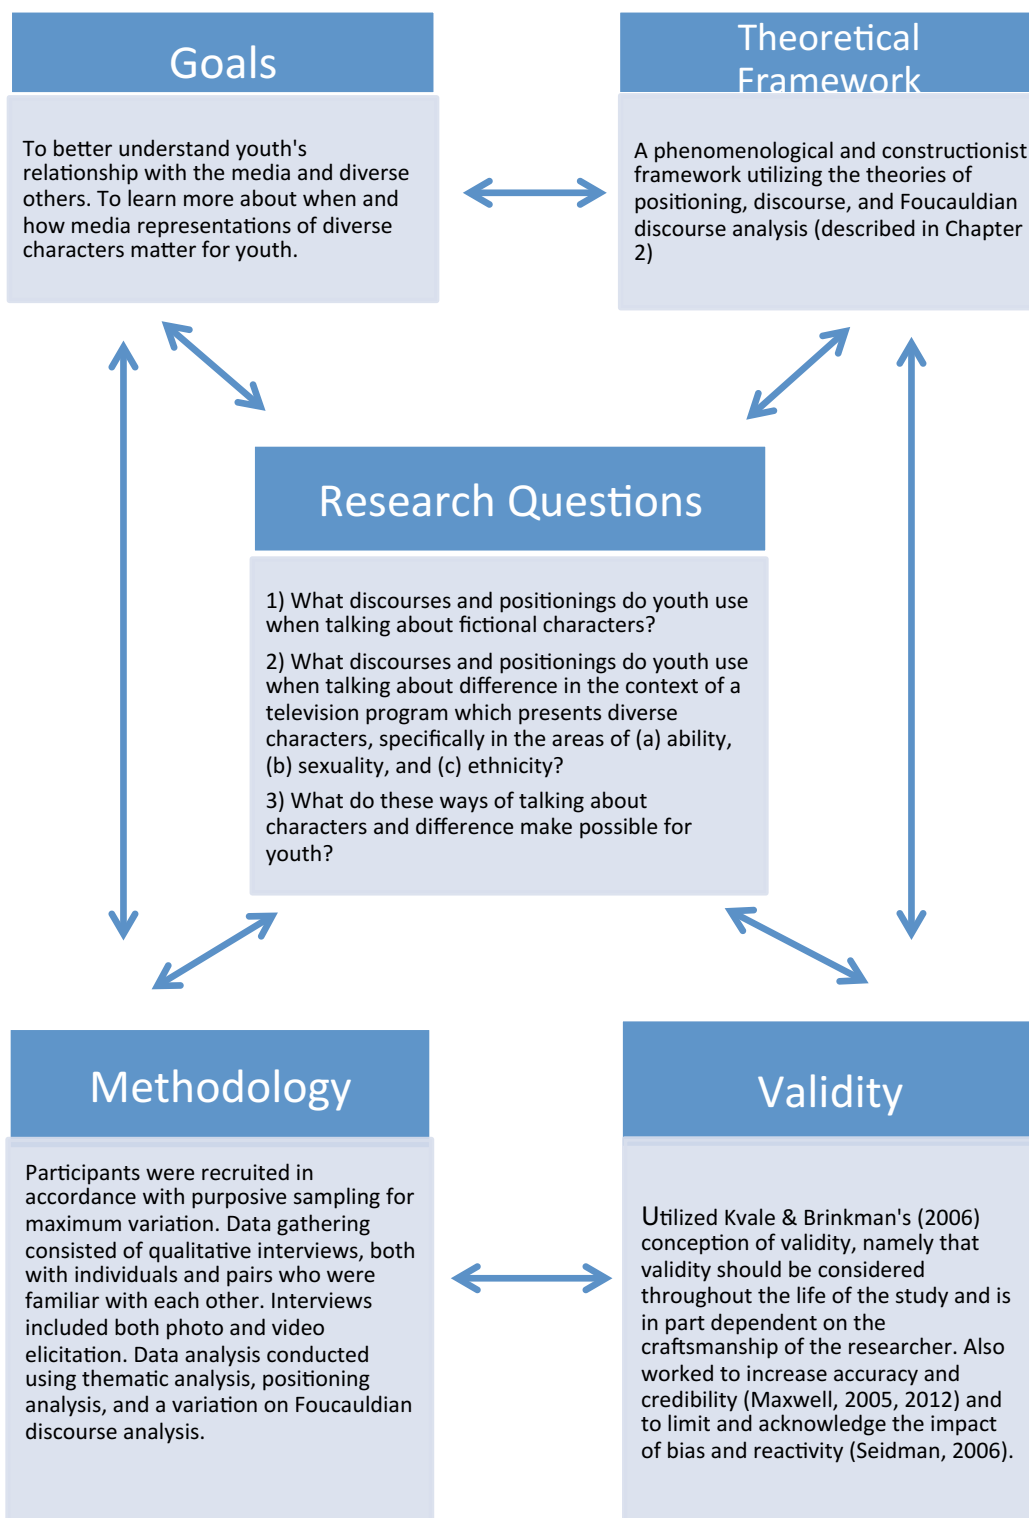 Goals
To better understand youth's
relationship with the media and diverse
others. To learn more about when and
how media representations of diverse
characters matter for youth.
Theoretical
Framework
A phenomenological and constructionist
framework utilizing the theories of
positioning, discourse, and Foucauldian
discourse analysis (described in Chapter
2)
Research Questions
1) What discourses and positionings do youth use
when talking about fictional characters?
2) What discourses and positionings do youth use
when talking about difference in the context of a
television program which presents diverse
characters, specifically in the areas of (a) ability,
(b) sexuality, and (c) ethnicity?
3) What do these ways of talking about
characters and difference make possible for
youth?
Methodology
Participants were recruited in
accordance with purposive sampling for
maximum variation. Data gathering
consisted of qualitative interviews, both
with individuals and pairs who were
familiar with each other. Interviews
included both photo and video
elicitation. Data analysis conducted
using thematic analysis, positioning
analysis, and a variation on Foucauldian
discourse analysis.
Validity
Utilized Kvale & Brinkman's (2006)
conception of validity, namely that
validity should be considered
throughout the life of the study and is
in part dependent on the
craftsmanship of the researcher. Also
worked to increase accuracy and
credibility (Maxwell, 2005, 2012) and
to limit and acknowledge the impact
of bias and reactivity (Seidman, 2006).